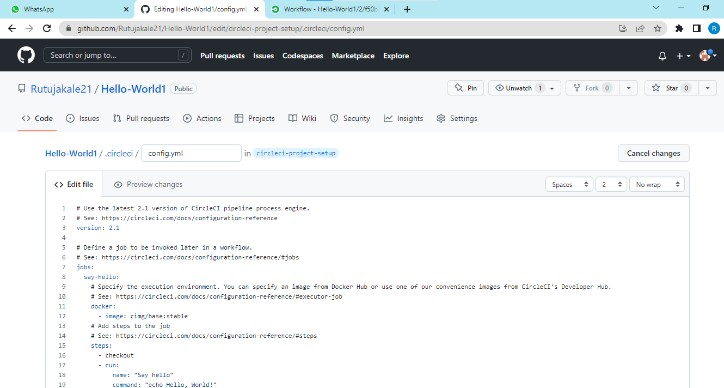 WhatsApp
Editing Hello-World1/config.yml
Workflow - Hello-World1/2/f50
github.com/Rutujakale21/Hello-World1/edit/circleci-project-setup/.circleci/config.yml
R
Search or jump to...
/
Pull requests Issues Codespaces Marketplace Explore
Rutujakale21 / Hello-World1 Public
Pin
Unwatch 1
Fork 0
Star 0
Code
Issues
Pull requests
Actions
Projects
Wiki
Security
Insights
Settings
Hello-World1 / .circleci / config.yml in circleci-project-setup
Cancel changes
Edit file
Preview changes
Spaces 2 No wrap
1 # Use the latest 2.1 version of CircleCI pipeline process engine.
2 # See: https://circleci.com/docs/configuration-reference
3 version: 2.1
4
5 # Define a job to be invoked later in a workflow.
6 # See: https://circleci.com/docs/configuration-reference/#jobs
7 jobs:
8 say-hello:
9 # Specify the execution environment. You can specify an image from Docker Hub or use one of our convenience images from CircleCI's Developer Hub.
10 # See: https://circleci.com/docs/configuration-reference/#executor-job
11 docker:
12 - image: cimg/base:stable
13 # Add steps to the job
14 # See: https://circleci.com/docs/configuration-reference/#steps
15 steps:
16 - checkout
17 - run:
18 name: "Say hello"
19 command: "echo Hello, World!"